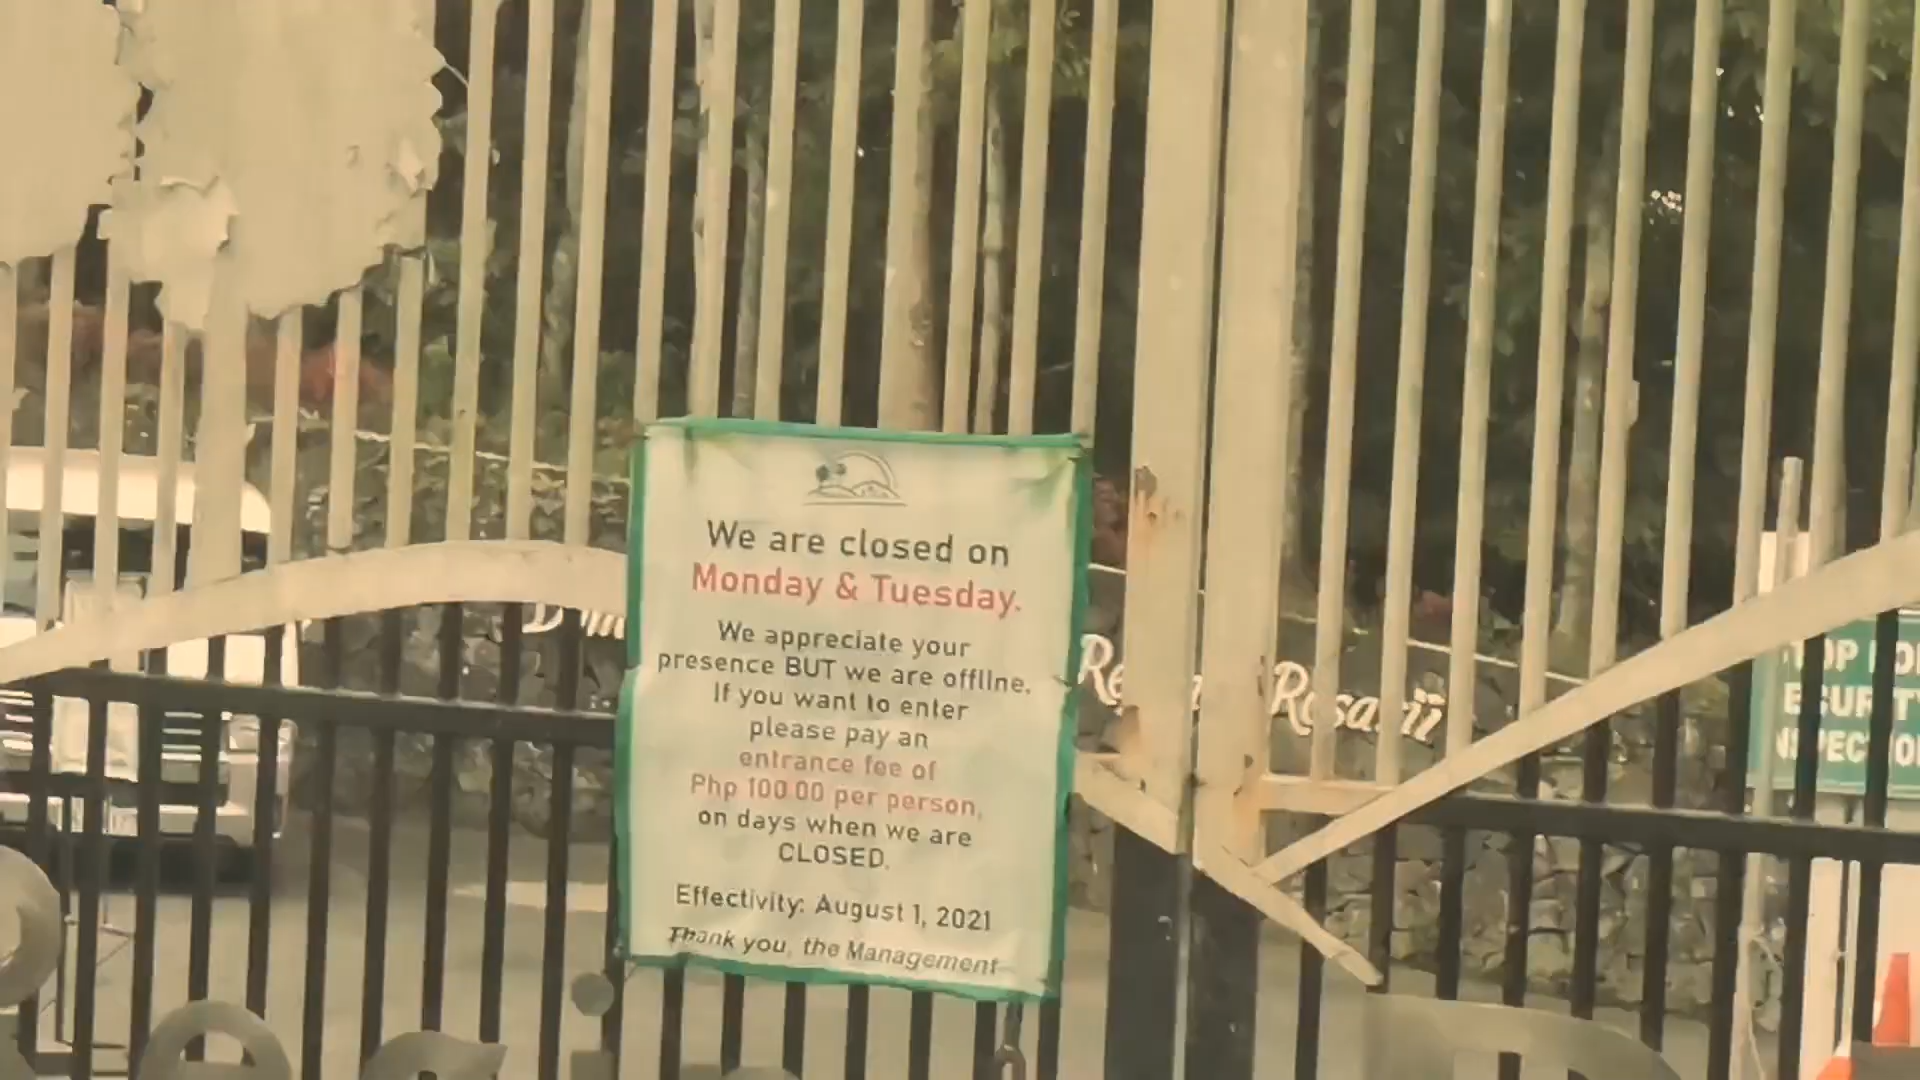 We are closed on
Monday & Tuesday.
We appreciate your
presence BUT we are offline.
If you want to enter
please pay an
entrance fee of
Php 100.00 per person,
on days when we are
CLOSED.
Effectivity: August 1, 2021
Thank you, the Management
Rosarii